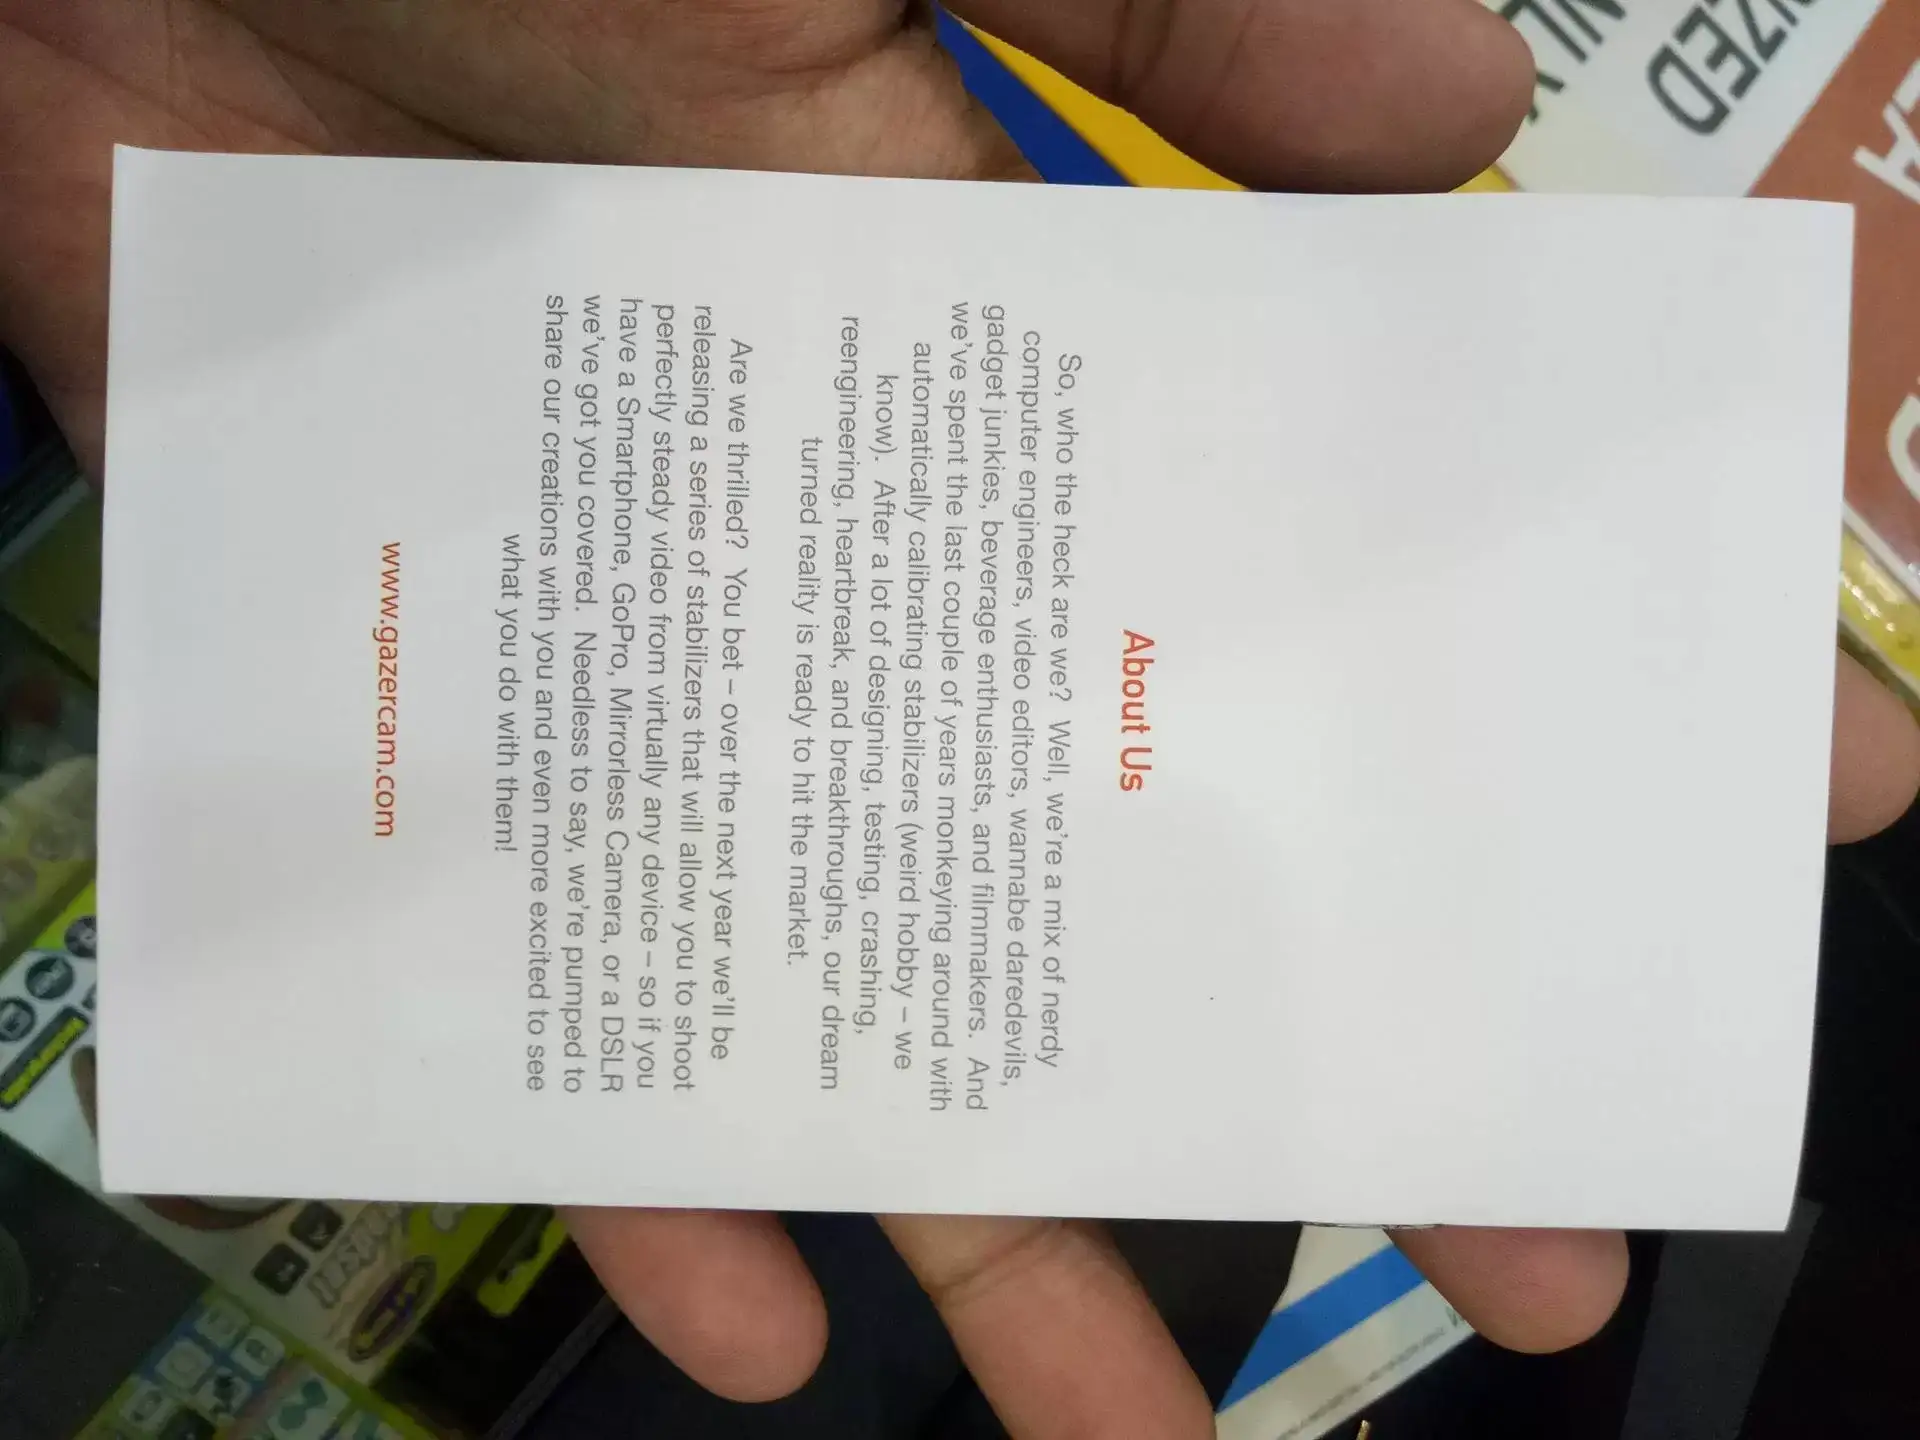 About Us
So, who the heck are we?  Well, we're a mix of nerdy
computer engineers, video editors, wannabe daredevils,
gadget junkies, beverage enthusiasts, and filmmakers.  And
we've spent the last couple of years monkeying around with
automatically calibrating stabilizers (weird hobby – we
know).  After a lot of designing, testing, crashing,
reengineering, heartbreak, and breakthroughs, our dream
turned reality is ready to hit the market.
Are we thrilled?  You bet – over the next year we'll be
releasing a series of stabilizers that will allow you to shoot
perfectly steady video from virtually any device – so if you
have a Smartphone, GoPro, Mirrorless Camera, or a DSLR
we've got you covered.  Needless to say, we're pumped to
share our creations with you and even more excited to see
what you do with them!
www.gazercam.com